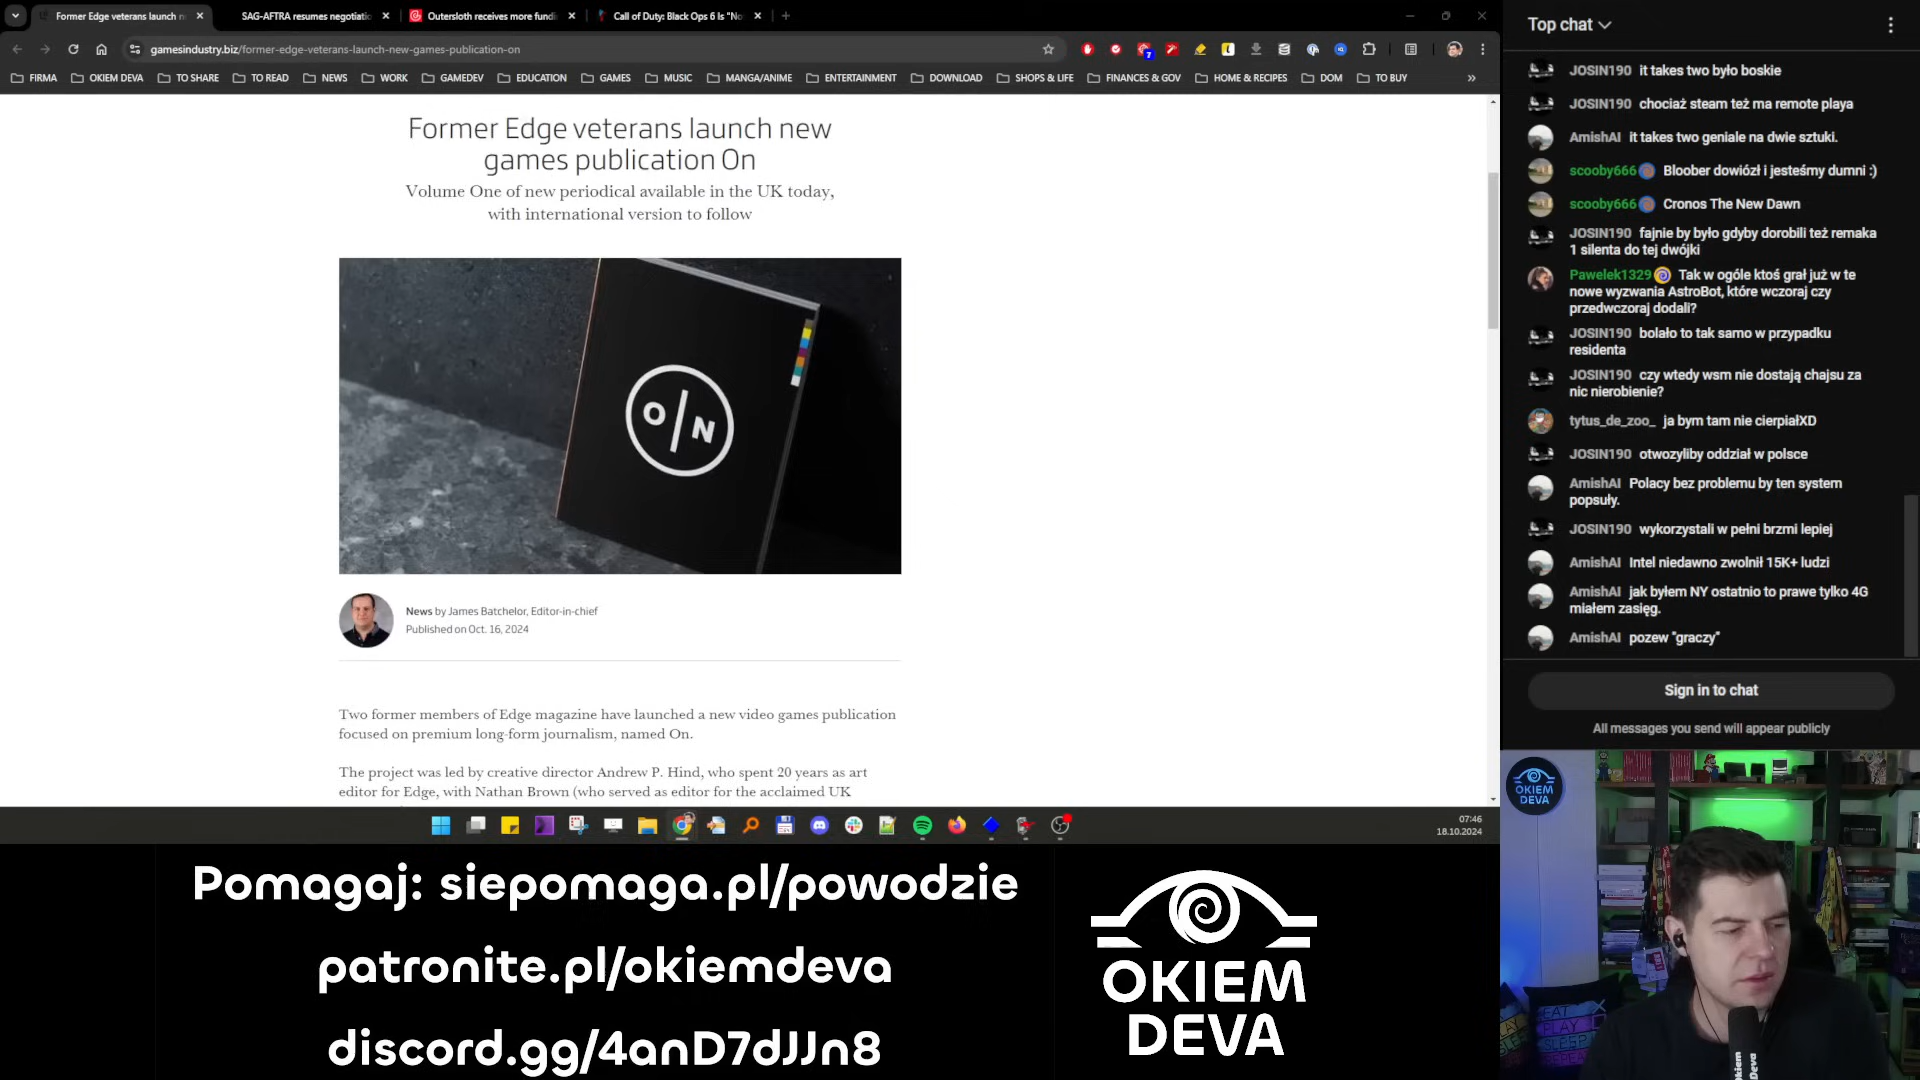 Former Edge veterans launch n
SAG-AFTRA resumes negotiatio
Outersloth receives more fundi
Call of Duty: Black Ops 6 Is "No
gamesindustry.biz/former-edge-veterans-launch-new-games-publication-on
7
FIRMA
OKIEM DEVA
TO SHARE
TO READ
NEWS
WORK
GAMEDEV
EDUCATION
GAMES
MUSIC
MANGA/ANIME
ENTERTAINMENT
DOWNLOAD
SHOPS & LIFE
FINANCES & GOV
HOME & RECIPES
DOM
TO BUY
»
Former Edge veterans launch new
games publication On
Volume One of new periodical available in the UK today,
with international version to follow
O/N
News by James Batchelor, Editor-in-chief
Published on Oct. 16, 2024
Two former members of Edge magazine have launched a new video games publication
focused on premium long-form journalism, named On.
The project was led by creative director Andrew P. Hind, who spent 20 years as art
editor for Edge, with Nathan Brown (who served as editor for the acclaimed UK
07:46
18.10.2024
Top chat
JOSIN190 it takes two było boskie
JOSIN190 chociaż steam też ma remote playa
AmishAI it takes two geniale na dwie sztuki.
scooby666 Bloober dowiózł i jesteśmy dumni :)
scooby666 Cronos The New Dawn
JOSIN190 fajnie by było gdyby dorobili też remaka
1 silenta do tej dwójki
Pawelek1329 Tak w ogóle ktoś grał już w te
nowe wyzwania AstroBot, które wczoraj czy
przedwczoraj dodali?
JOSIN190 bolało to tak samo w przypadku
residenta
JOSIN190 czy wtedy wsm nie dostają chajsu za
nic nierobienie?
tytus_de_zoo_ ja bym tam nie cierpiałXD
JOSIN190 otwozyliby oddział w polsce
AmishAI Polacy bez problemu by ten system
popsuły.
JOSIN190 wykorzystali w pełni brzmi lepiej
AmishAI Intel niedawno zwolnił 15K+ ludzi
AmishAI jak byłem NY ostatnio to prawe tylko 4G
miałem zasięg.
AmishAI pozew "graczy"
Sign in to chat
All messages you send will appear publicly
OKIEM
DEVA
Pomagaj: siepomaga.pl/powodzie
patronite.pl/okiemdeva
discord.gg/4anD7dJJn8
OKIEM
DEVA
EAT
PLAY
SLEEP
Okiem
Deva